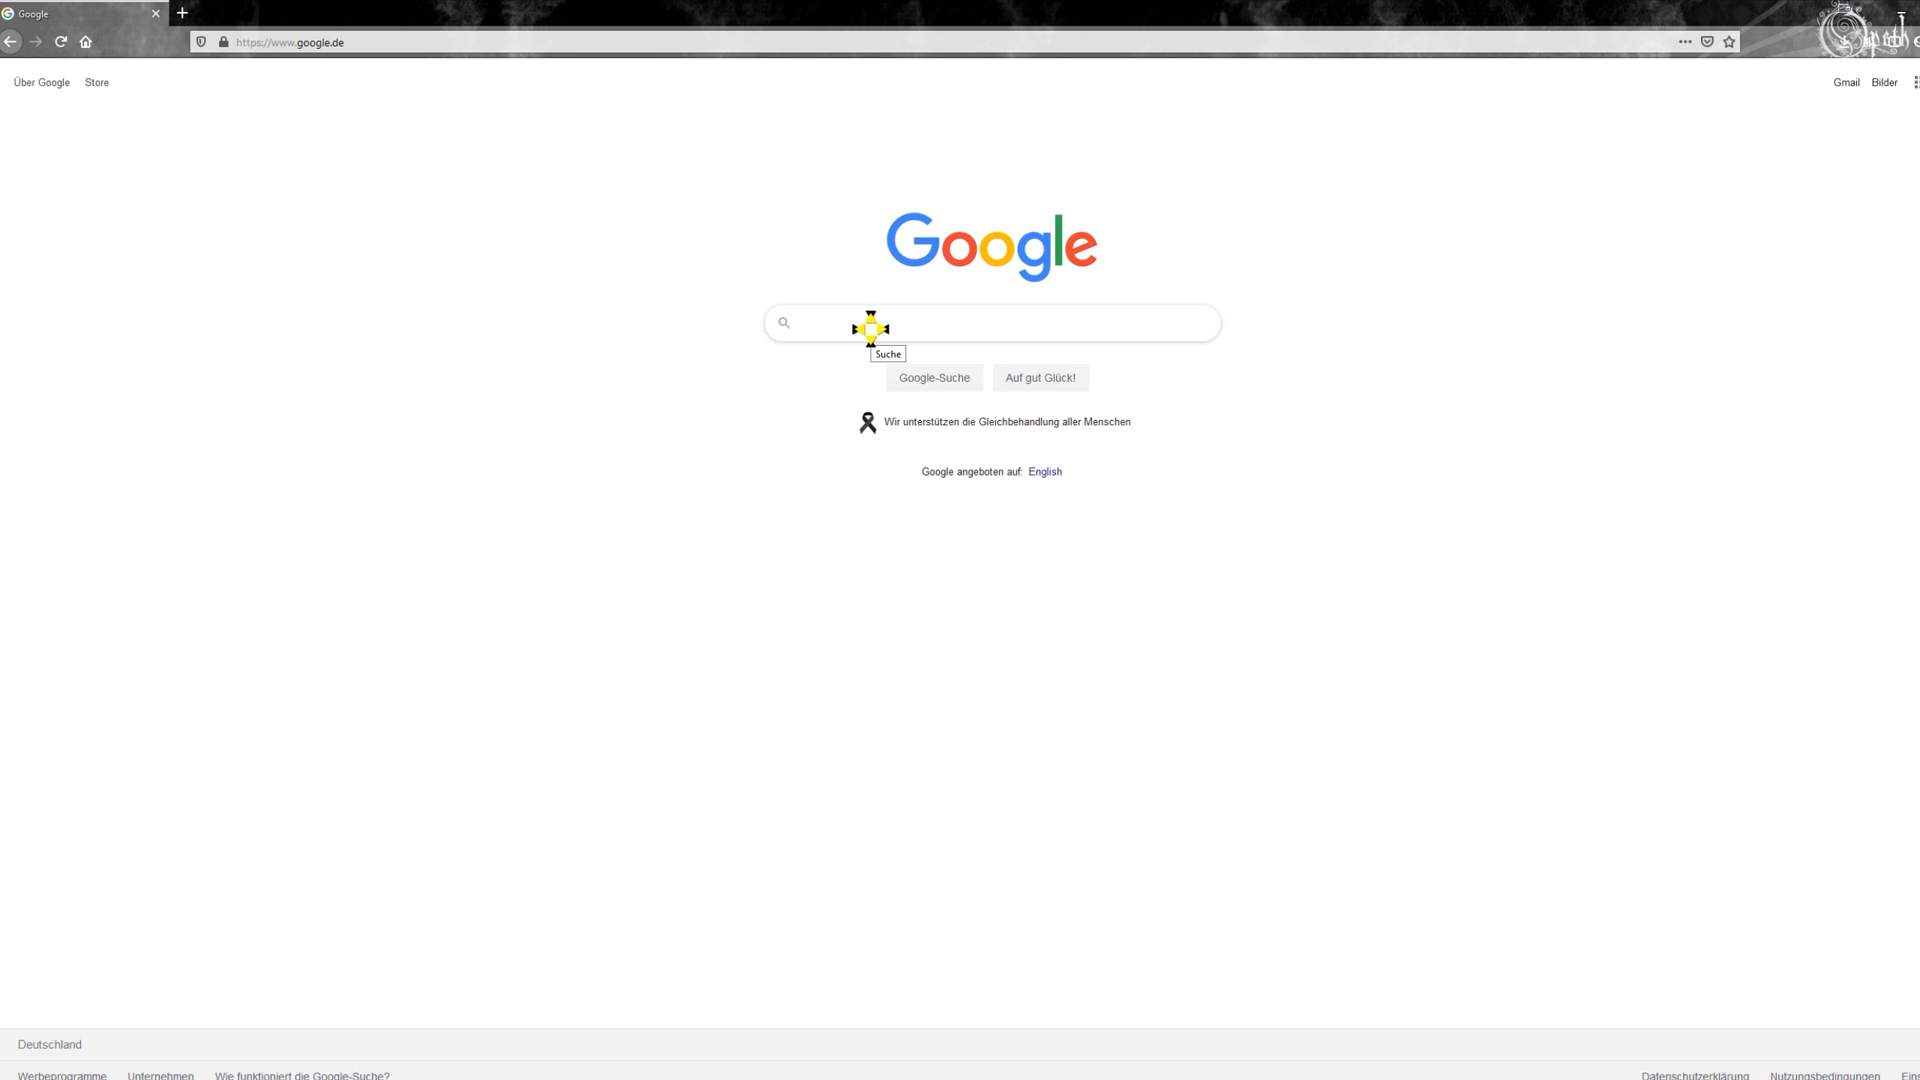 Google
https://www.google.de
Über Google Store
Gmail Bilder
Google
Suche
Google-Suche Auf gut Glück!
Wir unterstützen die Gleichbehandlung aller Menschen
Google angeboten auf: English
Deutschland
Werbeprogramme Unternehmen Wie funktioniert die Google-Suche?
Datenschutzerklärung Nutzungsbedingungen Eins